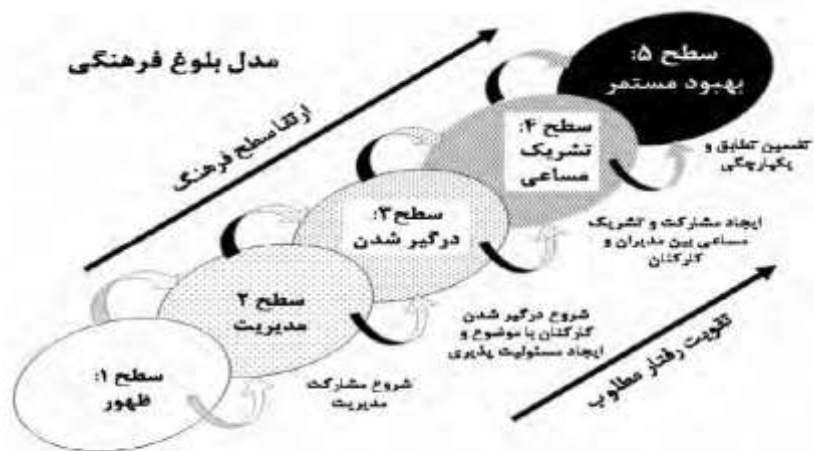 مدل بلوغ فرهنگی
ارتقا سطح فرهنگ
سطح ۵:
بهبود مستمر
سطح ۴:
تشریک
مساعی
تضمین تطابق و
یکپارچگی
سطح۳:
درگیر شدن
ایجاد مشارکت و تشریک
مساعی بین مدیران و
کارکنان
سطح ۲
مدیریت
شروع درگیر شدن
کارکنان با موضوع و
ایجاد مسئولیت پذیری
سطح ۱:
ظهور
شروع مشارکت
مدیریت
تقویت رفتار مطلوب